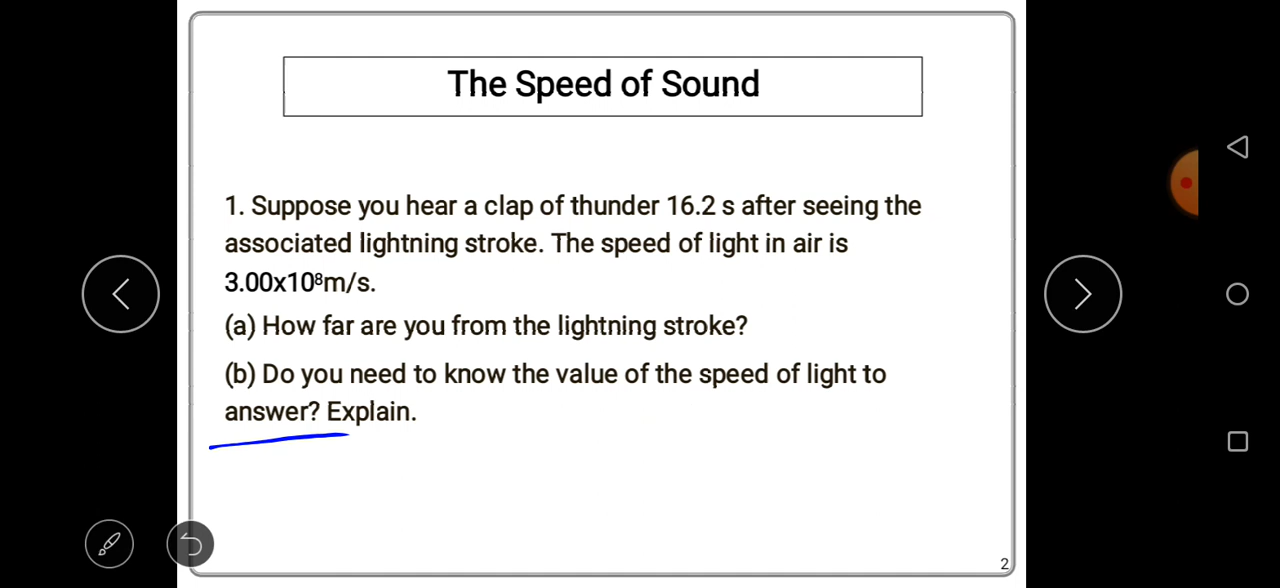 The Speed of Sound
1. Suppose you hear a clap of thunder 16.2 s after seeing the
associated lightning stroke. The speed of light in air is
3.00x10⁸m/s.
(a) How far are you from the lightning stroke?
(b) Do you need to know the value of the speed of light to
answer? Explain.
2